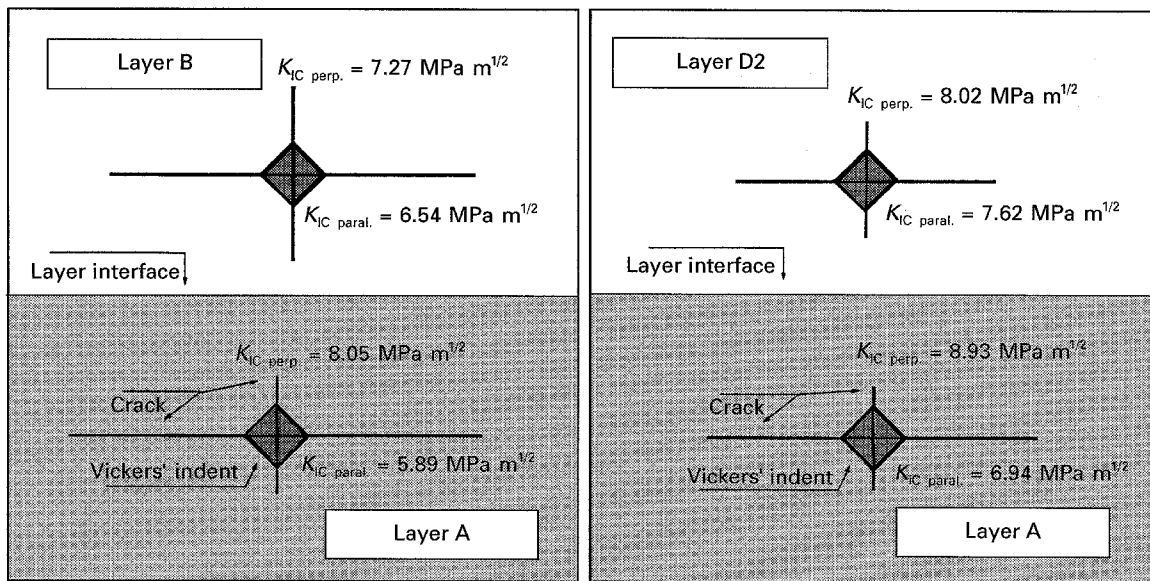 Layer B
K_IC perp. = 7.27 MPa m^1/2
K_IC paral. = 6.54 MPa m^1/2
Layer interface
K_IC perp. = 8.05 MPa m^1/2
Crack
Vickers' indent
K_IC paral. = 5.89 MPa m^1/2
Layer A
Layer D2
K_IC perp. = 8.02 MPa m^1/2
K_IC paral. = 7.62 MPa m^1/2
Layer interface
K_IC perp. = 8.93 MPa m^1/2
Crack
Vickers' indent
K_IC paral. = 6.94 MPa m^1/2
Layer A